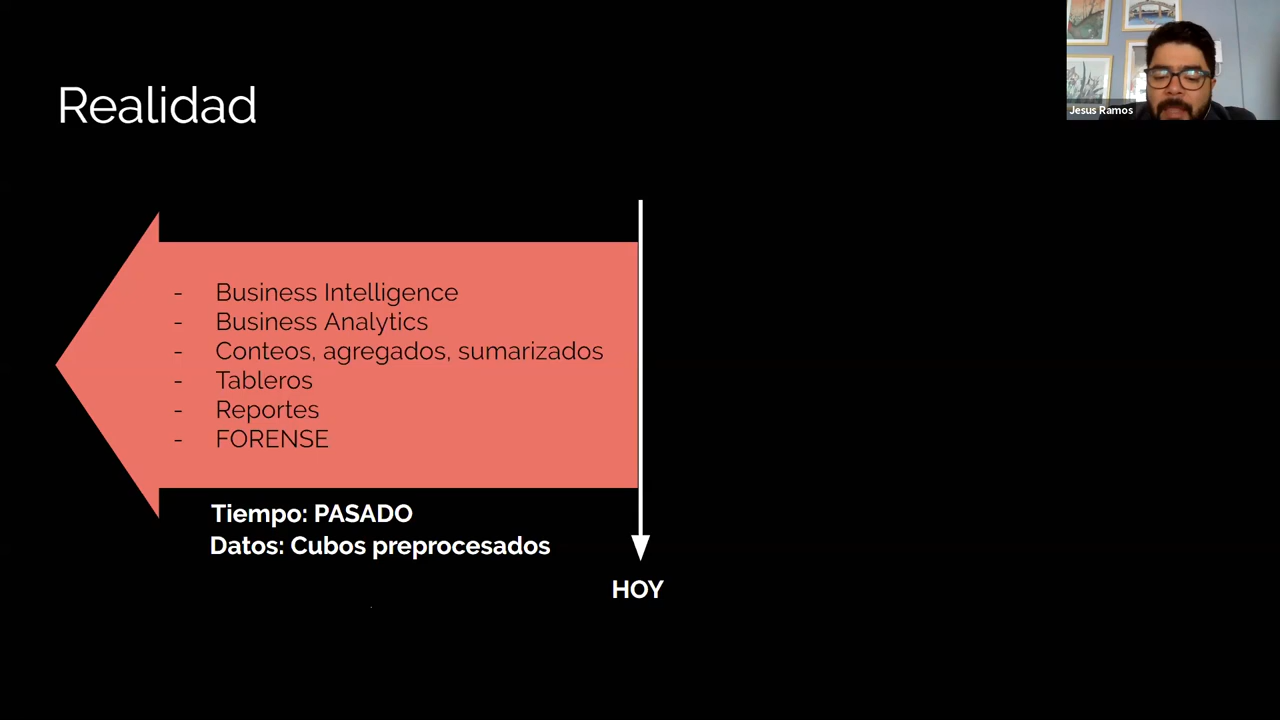 Realidad
Jesus Ramos
- Business Intelligence
- Business Analytics
- Conteos, agregados, sumarizados
- Tableros
- Reportes
- FORENSE
Tiempo: PASADO
Datos: Cubos preprocesados
HOY